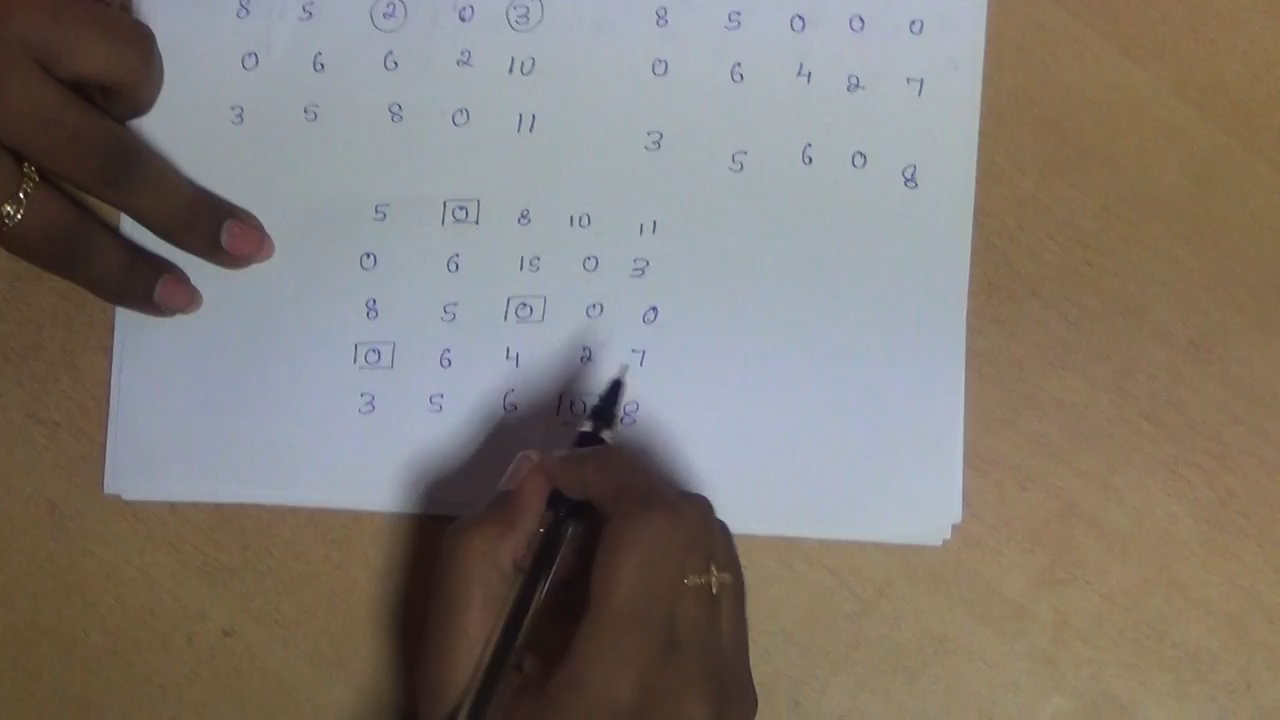 8 5 2 0 3
0 6 6 2 10
3 5 8 0 11
8 5 0 0 0
0 6 4 2 7
3 5 6 0 8
5 0 8 10 11
0 6 15 0 3
8 5 0 0 0
0 6 4 2 7
3 5 6 0 8